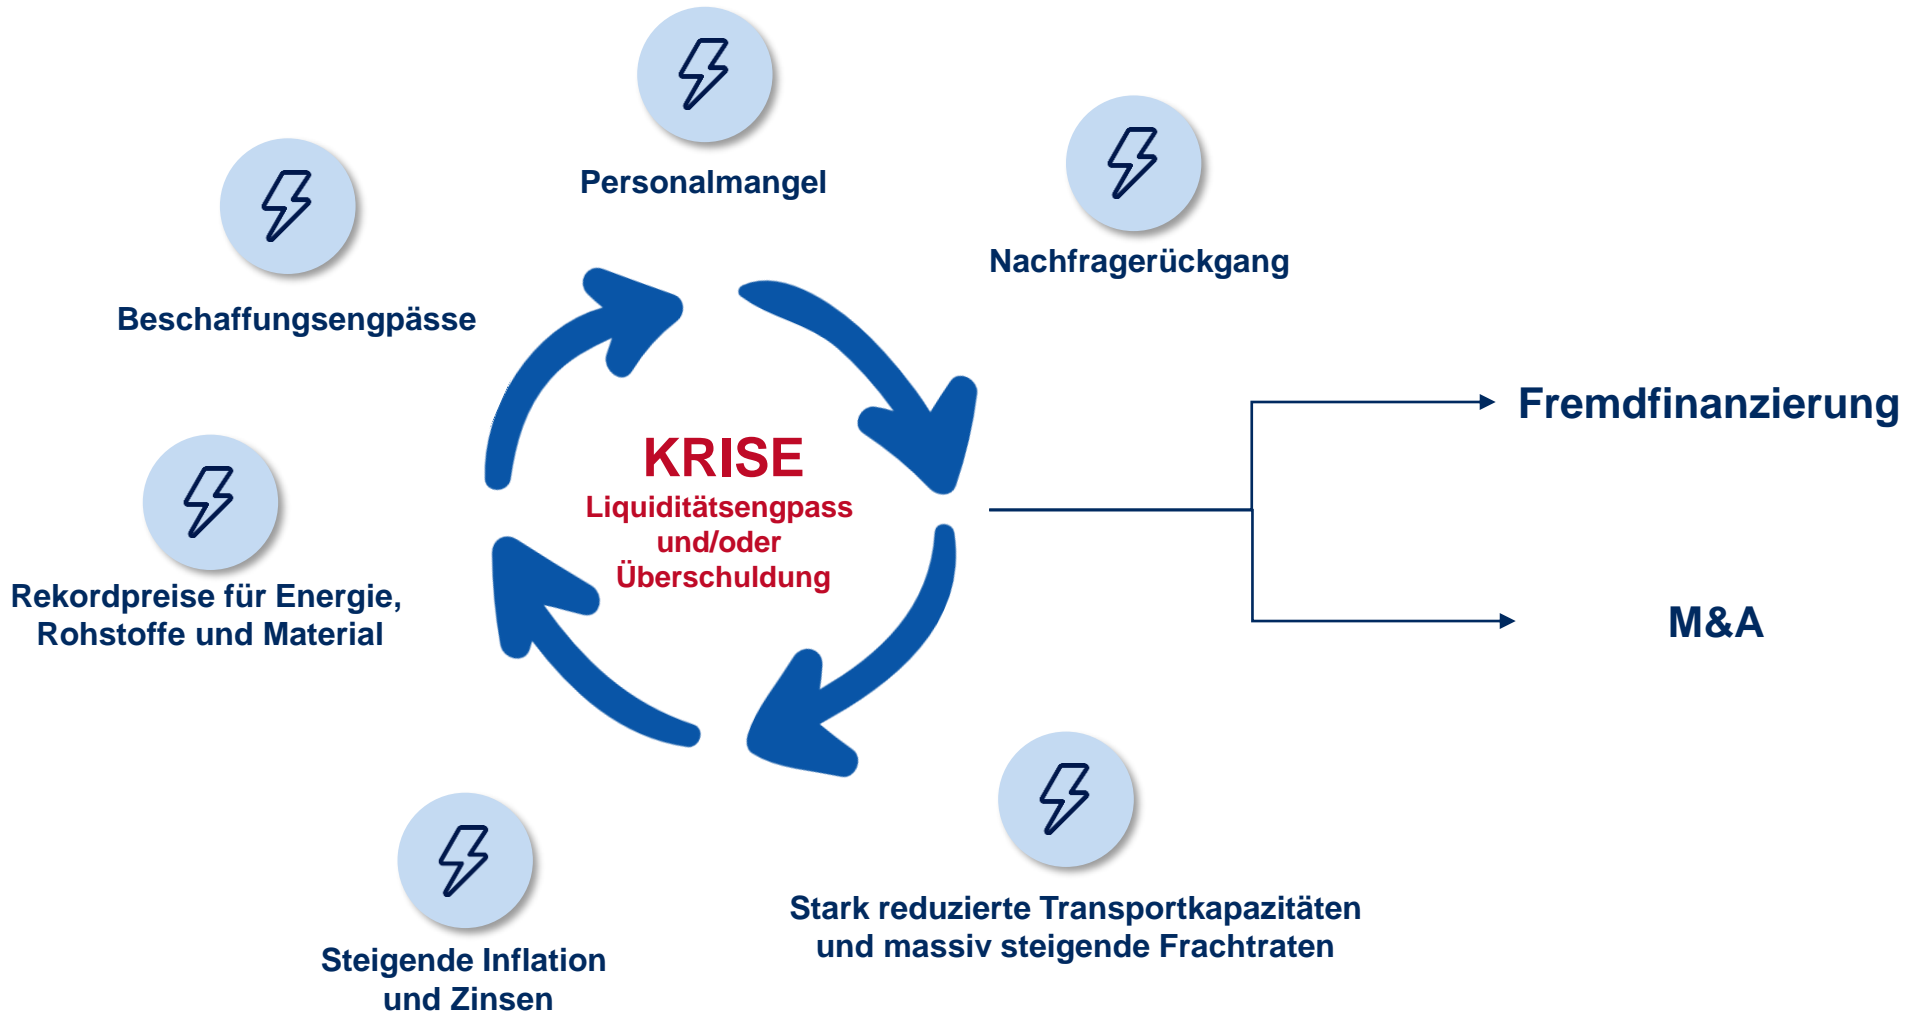 Personalmangel
Nachfragerückgang
Beschaffungsengpässe
Fremdfinanzierung
KRISE
Liquiditätsengpass
und/oder
Überschuldung
Rekordpreise für Energie,
Rohstoffe und Material
M&A
Stark reduzierte Transportkapazitäten
und massiv steigende Frachtraten
Steigende Inflation
und Zinsen